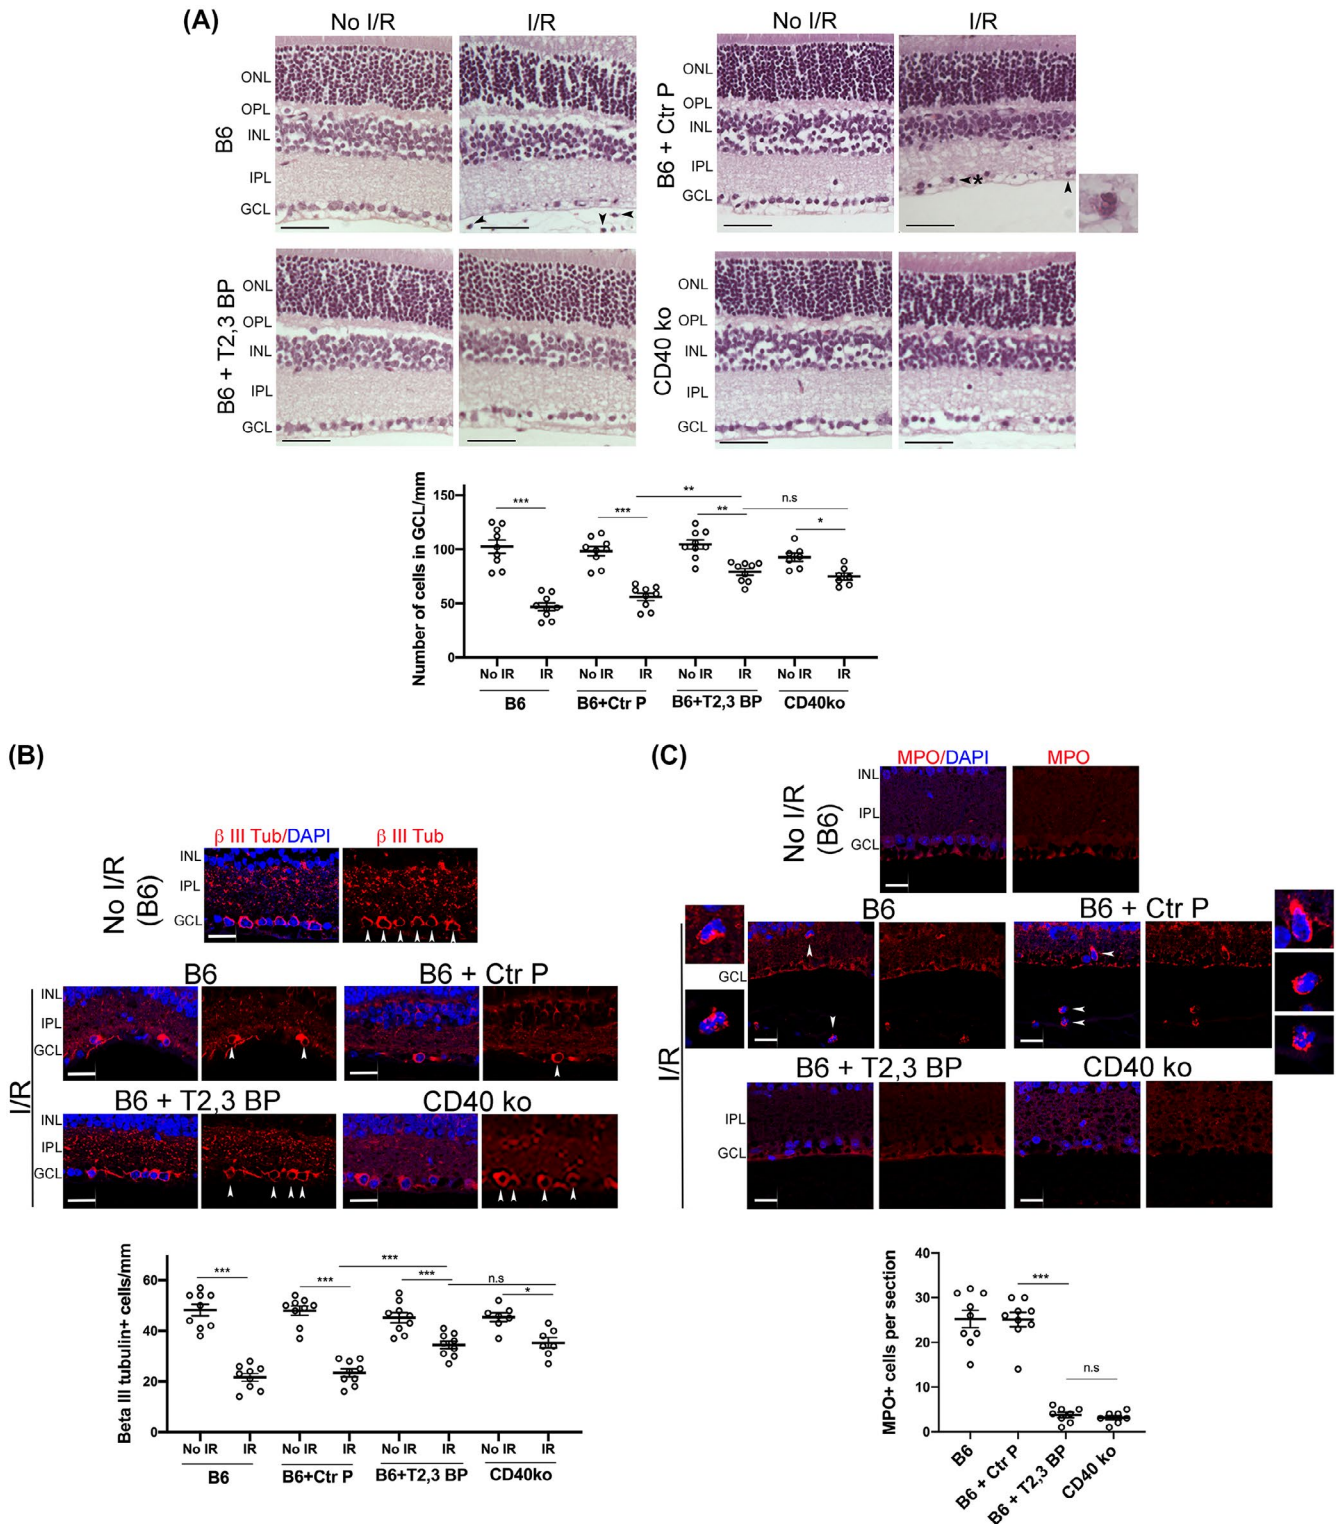 (A)
No I/R
I/R
No I/R
I/R
B6
ONL
OPL
INL
IPL
GCL
B6 + Ctr P
ONL
OPL
INL
IPL
GCL
*
B6 + T2,3 BP
ONL
OPL
INL
IPL
GCL
CD40 ko
ONL
OPL
INL
IPL
GCL
Number of cells in GCL/mm
150
100
50
0
***
***
**
**
n.s
*
No IR
IR
No IR
IR
No IR
IR
No IR
IR
B6
B6+Ctr P
B6+T2,3 BP
CD40ko
(B)
No I/R
(B6)
β III Tub/DAPI
β III Tub
INL
IPL
GCL
B6
B6 + Ctr P
I/R
INL
IPL
GCL
B6 + T2,3 BP
CD40 ko
INL
IPL
GCL
Beta III tubulin+ cells/mm
60
40
20
0
***
***
***
***
n.s
*
No IR
IR
No IR
IR
No IR
IR
No IR
IR
B6
B6+Ctr P
B6+T2,3 BP
CD40ko
(C)
No I/R
(B6)
MPO/DAPI
MPO
INL
IPL
GCL
B6
B6 + Ctr P
I/R
GCL
B6 + T2,3 BP
CD40 ko
IPL
GCL
MPO+ cells per section
40
30
20
10
0
***
n.s
B6
B6 + Ctr P
B6 + T2,3 BP
CD40 ko